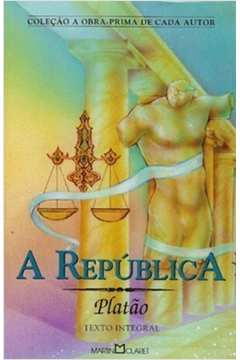 COLEÇÃO A OBRA-PRIMA DE CADA AUTOR
A REPÚBLICA
Platão
TEXTO INTEGRAL
MARTIN CLARET